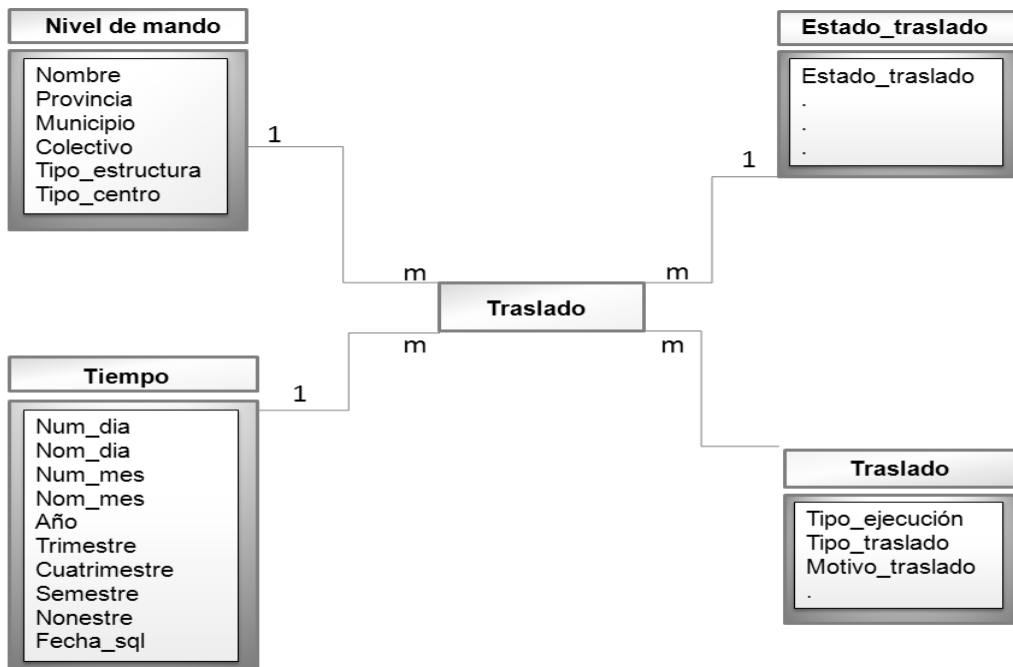 Nivel de mando
Nombre
Provincia
Municipio
Colectivo
Tipo_estructura
Tipo_centro
1
Estado_traslado
Estado_traslado
.
.
.
1
m
m
Traslado
m
m
Tiempo
1
Num_dia
Nom_dia
Num_mes
Nom_mes
Año
Trimestre
Cuatrimestre
Semestre
Nonestre
Fecha_sql
Traslado
Tipo_ejecución
Tipo_traslado
Motivo_traslado
.